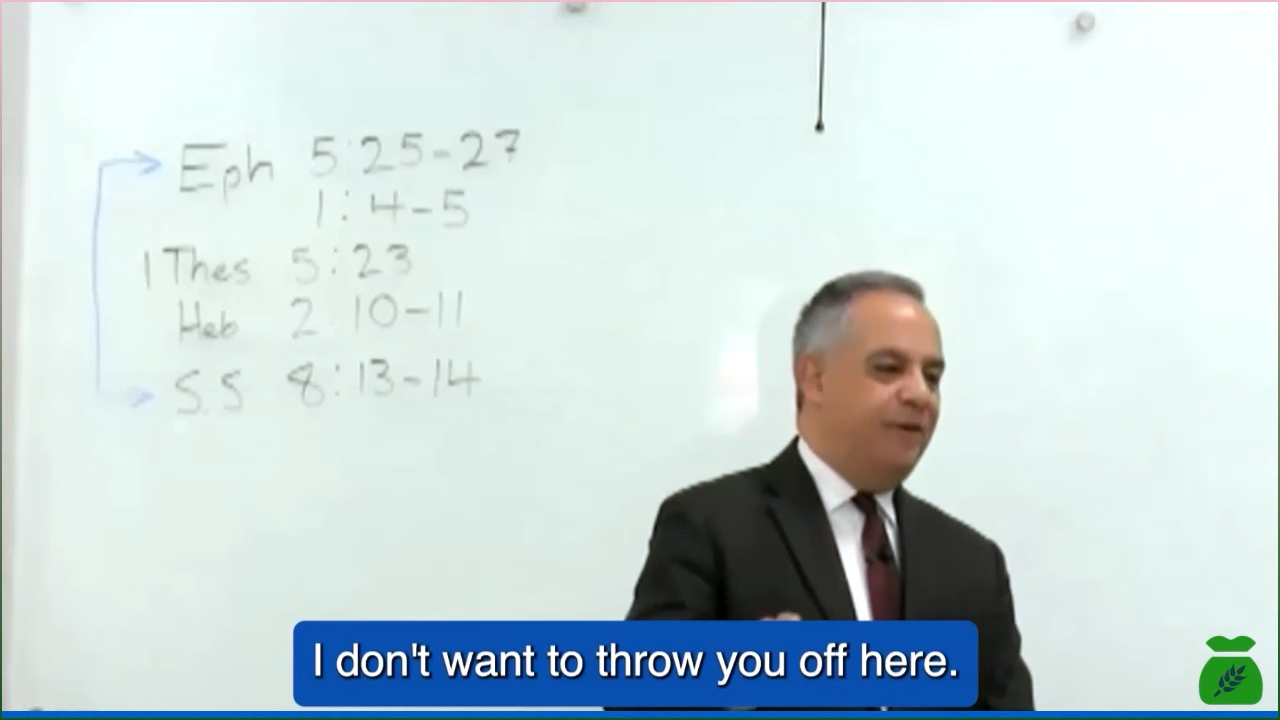 Eph 5:25-27
1:4-5
1 Thes 5:23
Heb 2:10-11
S.S 8:13-14
I don't want to throw you off here.